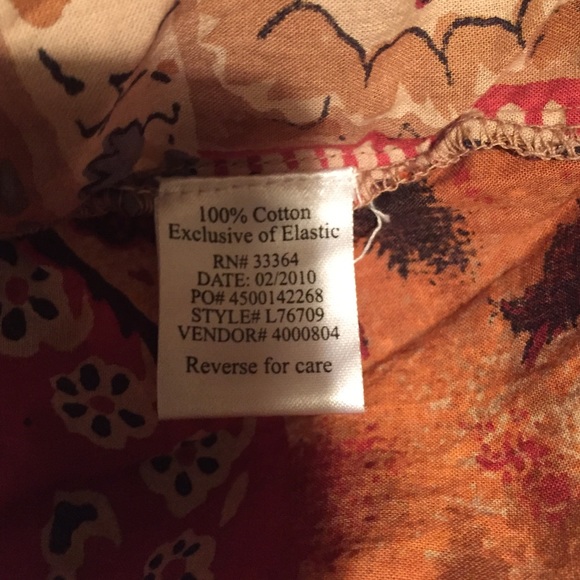 100% Cotton
Exclusive of Elastic
RN# 33364
DATE: 02/2010
PO# 4500142268
STYLE# L76709
VENDOR# 4000804
Reverse for care